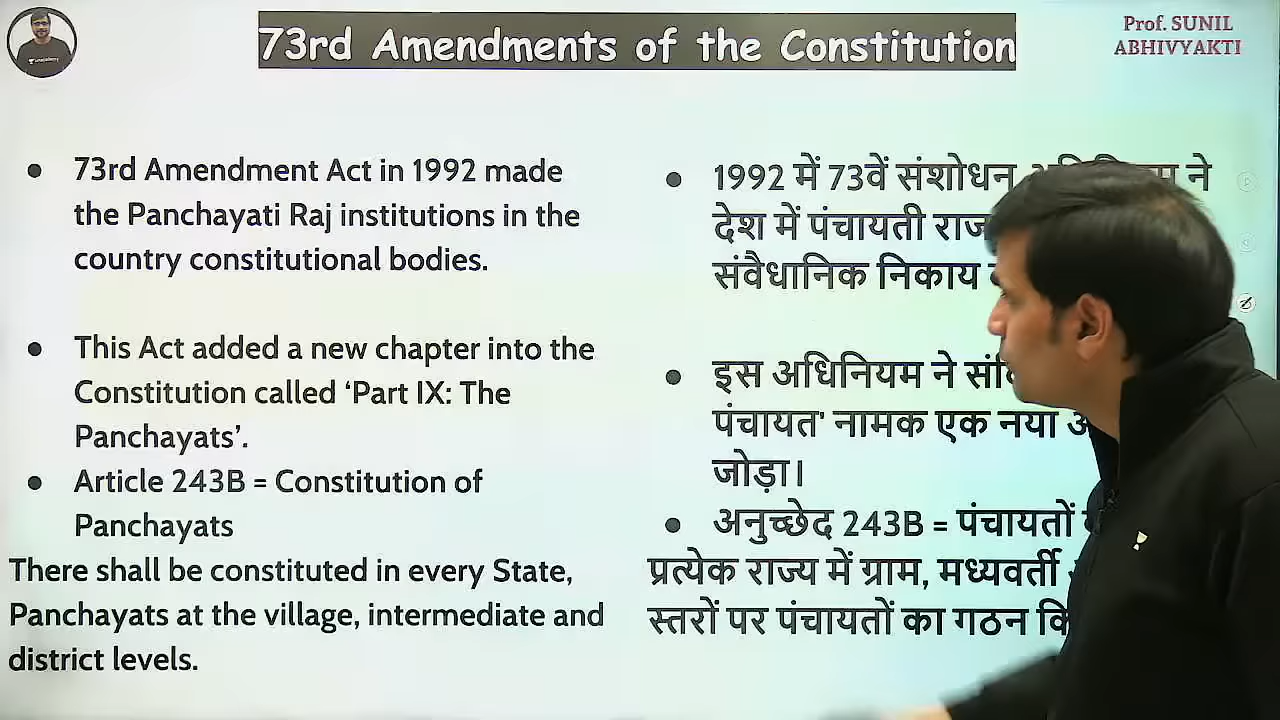 73rd Amendments of the Constitution
Prof. SUNIL
ABHIVYAKTI
● 73rd Amendment Act in 1992 made
the Panchayati Raj institutions in the
country constitutional bodies.
● This Act added a new chapter into the
Constitution called ‘Part IX: The
Panchayats’.
● Article 243B = Constitution of
Panchayats
There shall be constituted in every State,
Panchayats at the village, intermediate and
district levels.
● 1992 में 73वें संशोधन ने
देश में पंचायती राज
संवैधानिक निकाय
● इस अधिनियम ने
पंचायत' नामक एक नया
जोड़ा।
● अनुच्छेद 243B = पंचायतों
प्रत्येक राज्य में ग्राम, मध्यवर्ती
स्तरों पर पंचायतों का गठन